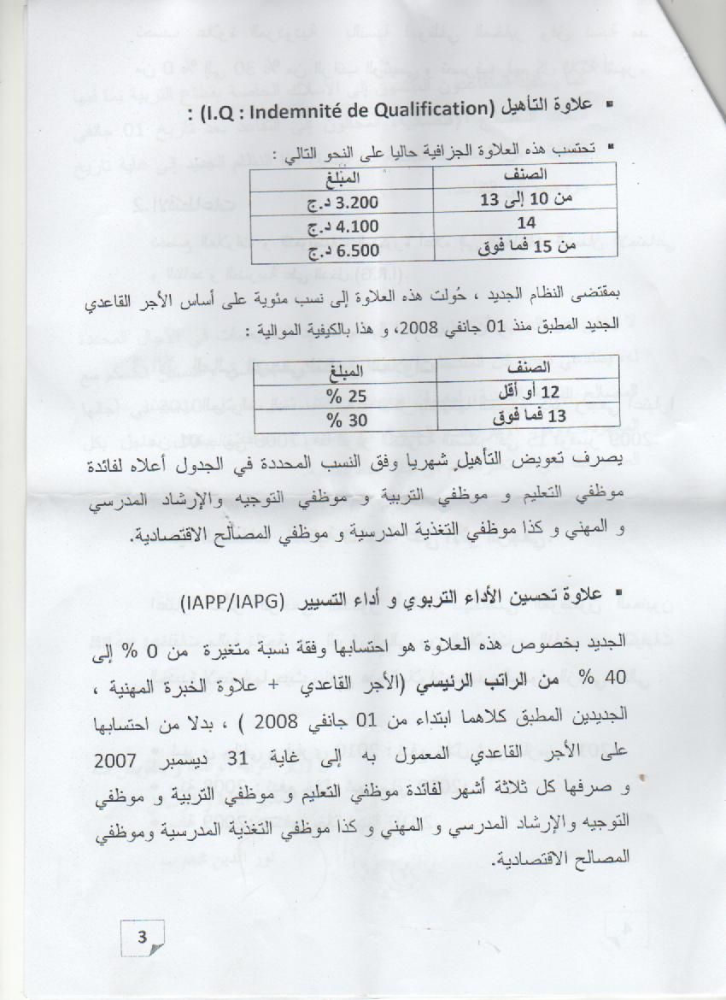 ▪ علاوة التأهيل (I.Q : Indemnité de Qualification) :
▪ تحتسب هذه العلاوة الجزافية حاليا على النحو التالي :
الصنف المبلغ
من 10 إلى 13 3.200 د.ج
14 4.100 د.ج
من 15 فما فوق 6.500 د.ج
بمقتضى النظام الجديد ، حُولت هذه العلاوة إلى نسب مئوية على أساس الأجر القاعدي
الجديد المطبق منذ 01 جانفي 2008، و هذا بالكيفية الموالية :
الصنف المبلغ
12 أو أقل 25 %
13 فما فوق 30 %
يصرف تعويض التأهيل شهريا وفق النسب المحددة في الجدول أعلاه لفائدة
موظفي التعليم و موظفي التربية و موظفي التوجيه والإرشاد المدرسي
و المهني و كذا موظفي التغذية المدرسية و موظفي المصالح الاقتصادية.
▪ علاوة تحسين الأداء التربوي و أداء التسيير (IAPP/IAPG)
الجديد بخصوص هذه العلاوة هو احتسابها وفقة نسبة متغيرة من 0 % إلى
40 % من الراتب الرئيسي (الأجر القاعدي + علاوة الخبرة المهنية ،
الجديدين المطبق كلاهما ابتداء من 01 جانفي 2008 ) ، بدلا من احتسابها
على الأجر القاعدي المعمول به إلى غاية 31 ديسمبر 2007
و صرفها كل ثلاثة أشهر لفائدة موظفي التعليم و موظفي التربية و موظفي
التوجيه والإرشاد المدرسي و المهني و كذا موظفي التغذية المدرسية وموظفي
المصالح الاقتصادية.
3